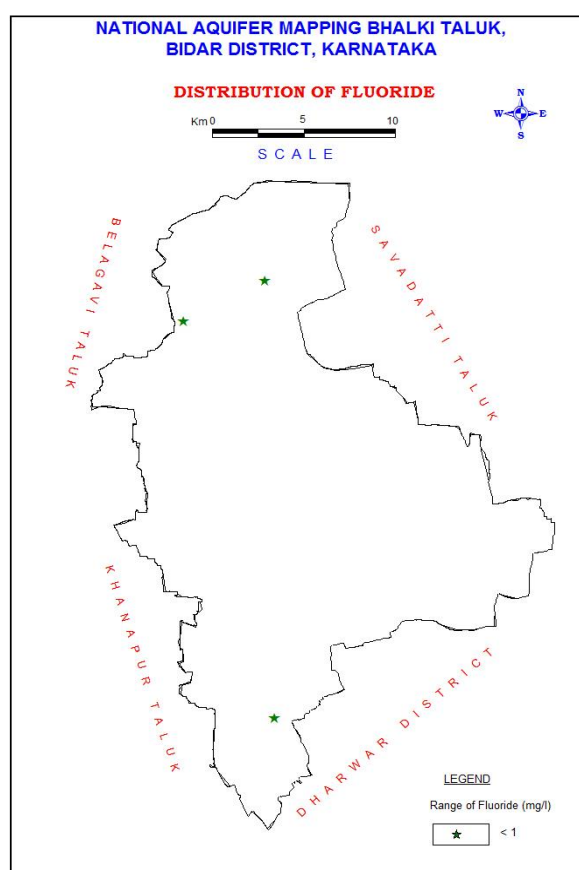 NATIONAL AQUIFER MAPPING BHALKI TALUK,
BIDAR DISTRICT, KARNATAKA
DISTRIBUTION OF FLUORIDE
Km 0 5 10
SCALE
N
W E
S
BELAGAVI TALUK
SAVADATTI TALUK
KHANAPUR TALUK
DHARWAR DISTRICT
LEGEND
Range of Fluoride (mg/l)
< 1